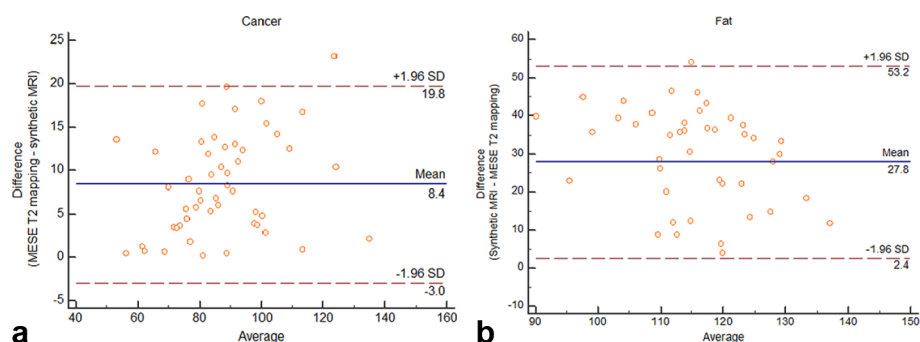 Cancer
25
20
15
10
5
0
-5
Difference
(MESE T2 mapping - synthetic MRI)
+1.96 SD
19.8
Mean
8.4
-1.96 SD
-3.0
40 60 80 100 120 140 160
Average
a
Fat
60
50
40
30
20
10
0
-10
Difference
(Synthetic MRI - MESE T2 mapping)
+1.96 SD
53.2
Mean
27.8
-1.96 SD
2.4
90 100 110 120 130 140 150
Average
b